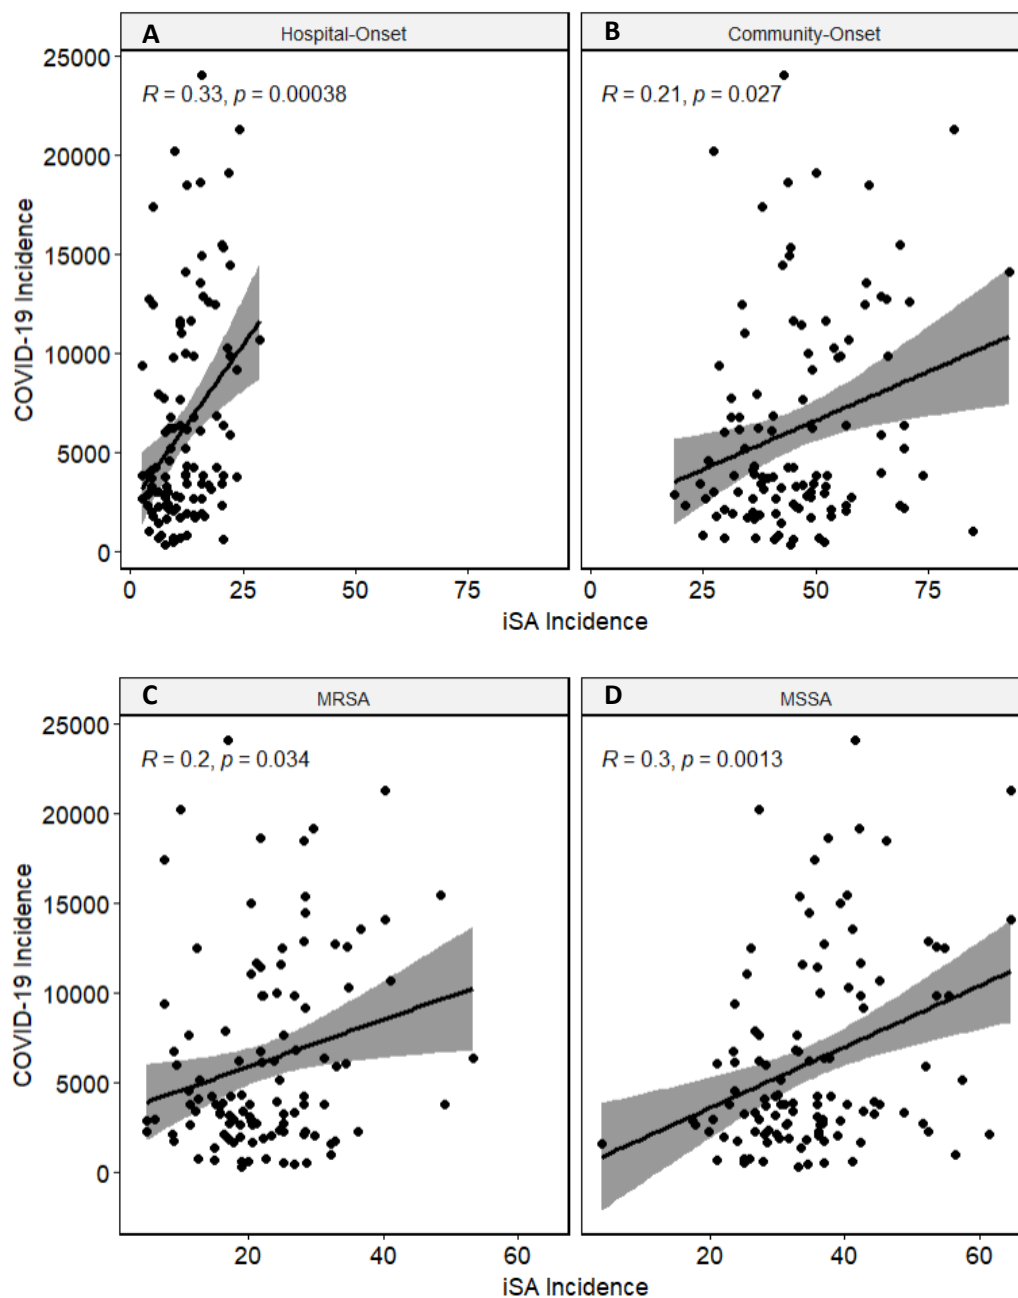 A Hospital-Onset
B Community-Onset
R = 0.33, p = 0.00038
R = 0.21, p = 0.027
COVID-19 Incidence
25000
20000
15000
10000
5000
0
0 25 50 75
0 25 50 75
iSA Incidence
C MRSA
D MSSA
R = 0.2, p = 0.034
R = 0.3, p = 0.0013
COVID-19 Incidence
25000
20000
15000
10000
5000
0
20 40 60
20 40 60
iSA Incidence